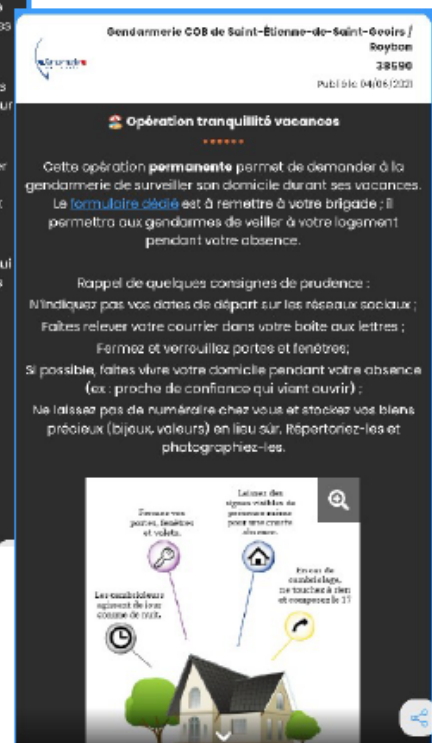 Gendarmerie COB de Saint-Étienne-de-Saint-Geoirs /
Roybon
38590
Publié le 04/06/2021
Opération tranquillité vacances
Cette opération permanente permet de demander à la
gendarmerie de surveiller son domicile durant ses vacances.
Le formulaire dédié est à remettre à votre brigade ; il
permettra aux gendarmes de veiller à votre logement
pendant votre absence.
Rappel de quelques consignes de prudence :
N'indiquez pas vos dates de départ sur les réseaux sociaux ;
Faîtes relever votre courrier dans votre boîte aux lettres ;
Fermez et verrouillez portes et fenêtres;
Si possible, faîtes vivre votre domicile pendant votre absence
(ex : proche de confiance qui vient ouvrir) ;
Ne laissez pas de numéraire chez vous et stockez vos biens
précieux (bijoux, valeurs) en lieu sûr. Répertoriez-les et
photographiez-les.
Laissez des
signes visibles de
présence même
pour une courte
absence.
Fermez vos
portes, fenêtres
et volets.
En cas de
cambriolage,
ne touchez à rien
et composez le 17
Les cambrioleurs
agissent de jour
comme de nuit.